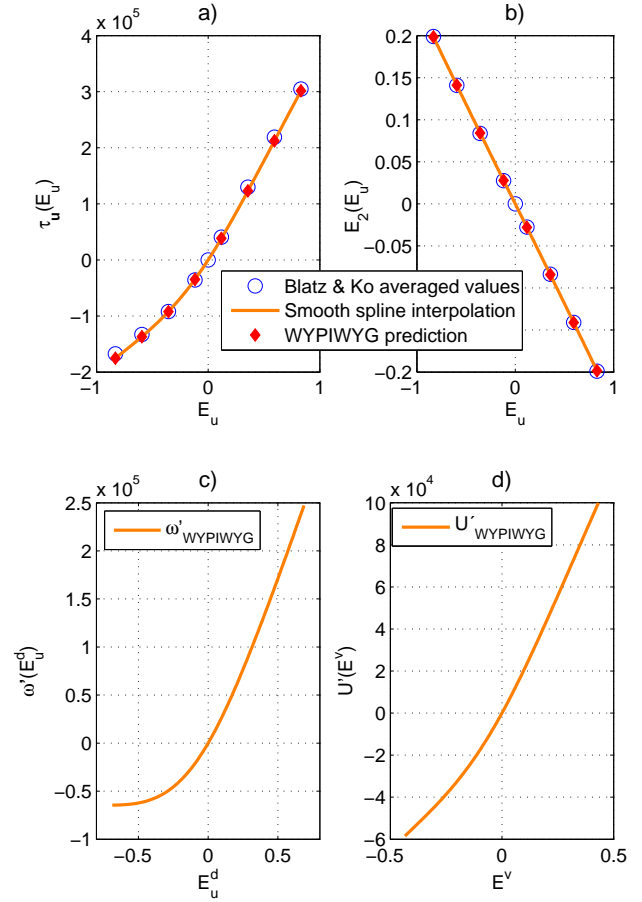 a)
x 10^5
4
3
2
1
0
−1
−2
τ_u(E_u)
−1
0
1
E_u
b)
0.2
0.15
0.1
0.05
0
−0.05
−0.2
E_2(E_u)
−1
0
1
E_u
Blatz & Ko averaged values
Smooth spline interpolation
WYPIWYG prediction
c)
x 10^5
2.5
2
1.5
1
0.5
0
−0.5
−1
ω'(E_u^d)
ω'_WYPIWYG
−0.5
0
0.5
E_u^d
d)
x 10^4
10
8
6
4
2
0
−2
−4
−6
U'(E^v)
U´_WYPIWYG
−0.5
0
0.5
E^v